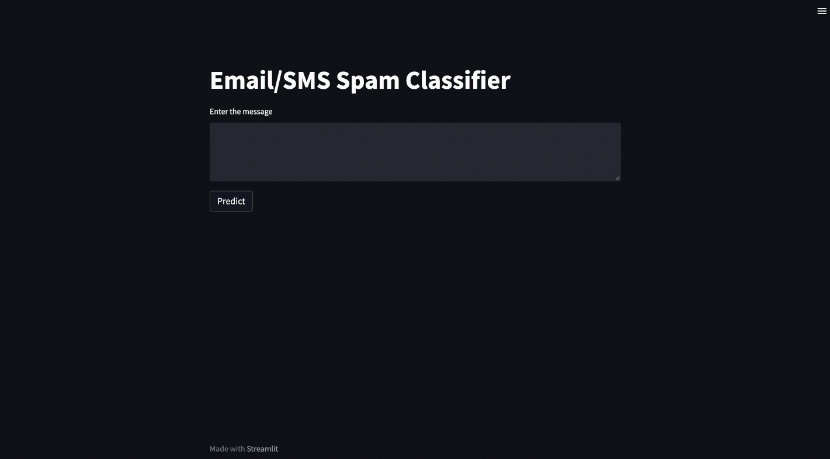 Email/SMS Spam Classifier
Enter the message
Predict
Made with Streamlit